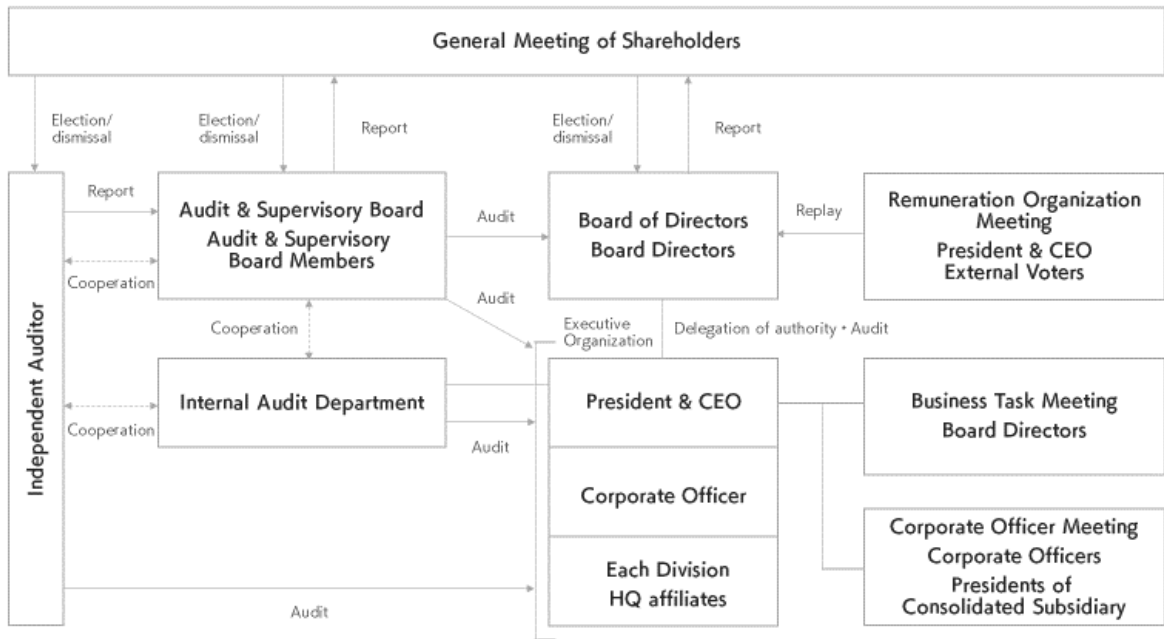 General Meeting of Shareholders
Election/
dismissal
Election/
dismissal
Report
Election/
dismissal
Report
Independent Auditor
Report
Cooperation
Audit & Supervisory Board
Audit & Supervisory
Board Members
Audit
Board of Directors
Board Directors
Replay
Remuneration Organization
Meeting
President & CEO
External Voters
Cooperation
Audit
Executive
Organization
Delegation of authority・Audit
Cooperation
Internal Audit Department
Audit
President & CEO
Business Task Meeting
Board Directors
Corporate Officer
Corporate Officer Meeting
Corporate Officers
Presidents of
Consolidated Subsidiary
Each Division
HQ affiliates
Audit